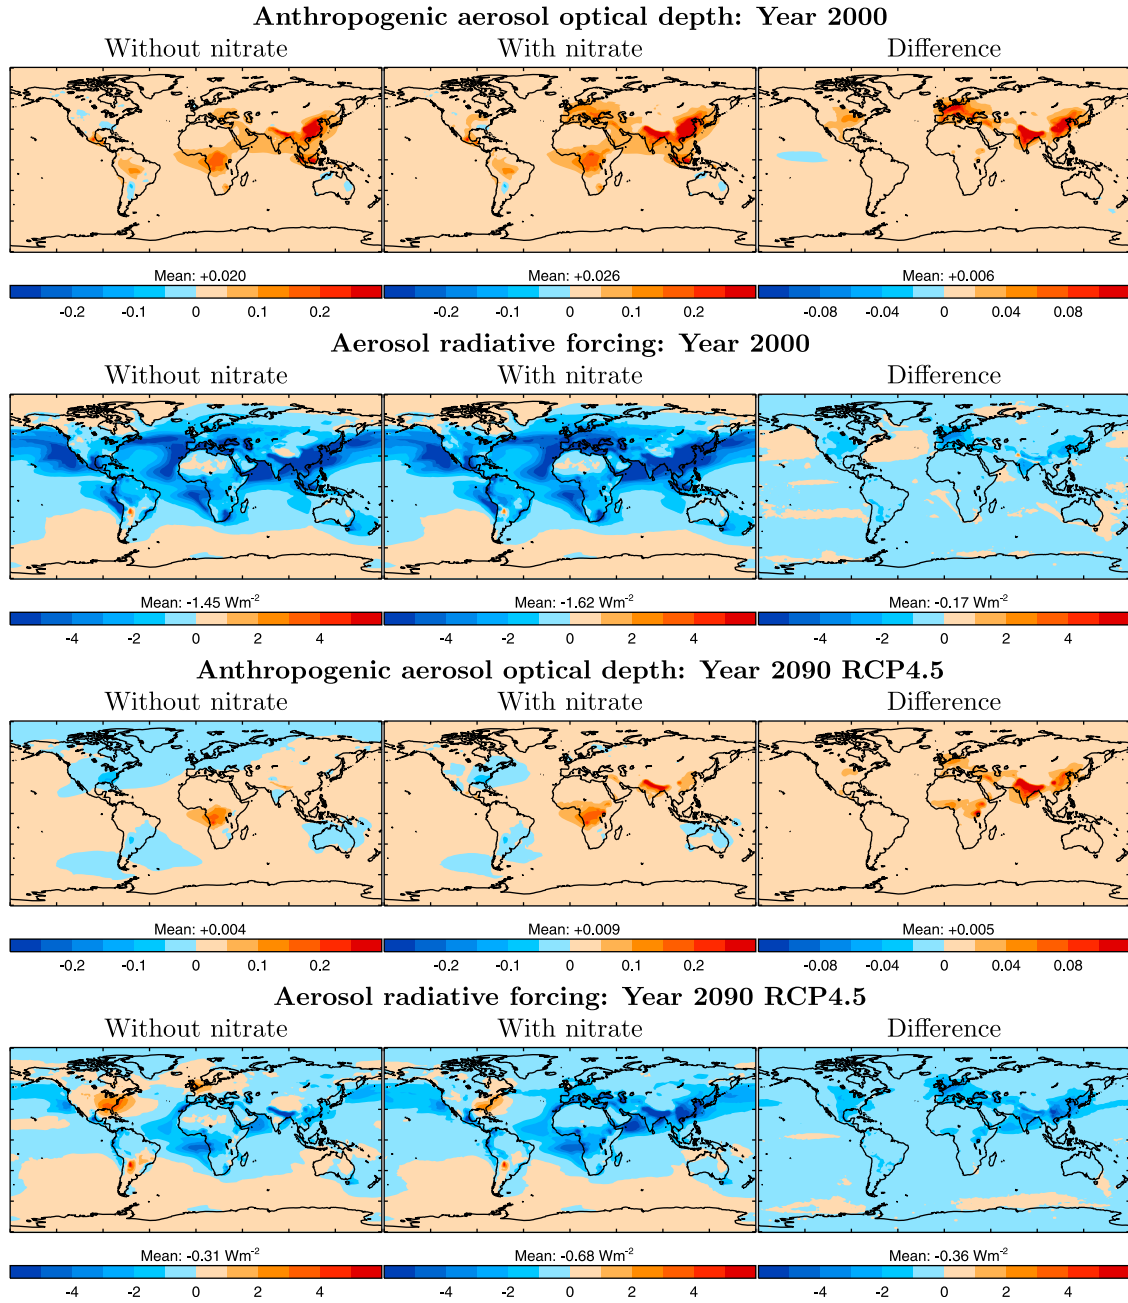 Anthropogenic aerosol optical depth: Year 2000
Without nitrate With nitrate Difference
Mean: +0.020 Mean: +0.026 Mean: +0.006
-0.2 -0.1 0 0.1 0.2 -0.2 -0.1 0 0.1 0.2 -0.08 -0.04 0 0.04 0.08
Aerosol radiative forcing: Year 2000
Without nitrate With nitrate Difference
Mean: -1.45 Wm⁻² Mean: -1.62 Wm⁻² Mean: -0.17 Wm⁻²
-4 -2 0 2 4 -4 -2 0 2 4 -4 -2 0 2 4
Anthropogenic aerosol optical depth: Year 2090 RCP4.5
Without nitrate With nitrate Difference
Mean: +0.004 Mean: +0.009 Mean: +0.005
-0.2 -0.1 0 0.1 0.2 -0.2 -0.1 0 0.1 0.2 -0.08 -0.04 0 0.04 0.08
Aerosol radiative forcing: Year 2090 RCP4.5
Without nitrate With nitrate Difference
Mean: -0.31 Wm⁻² Mean: -0.68 Wm⁻² Mean: -0.36 Wm⁻²
-4 -2 0 2 4 -4 -2 0 2 4 -4 -2 0 2 4